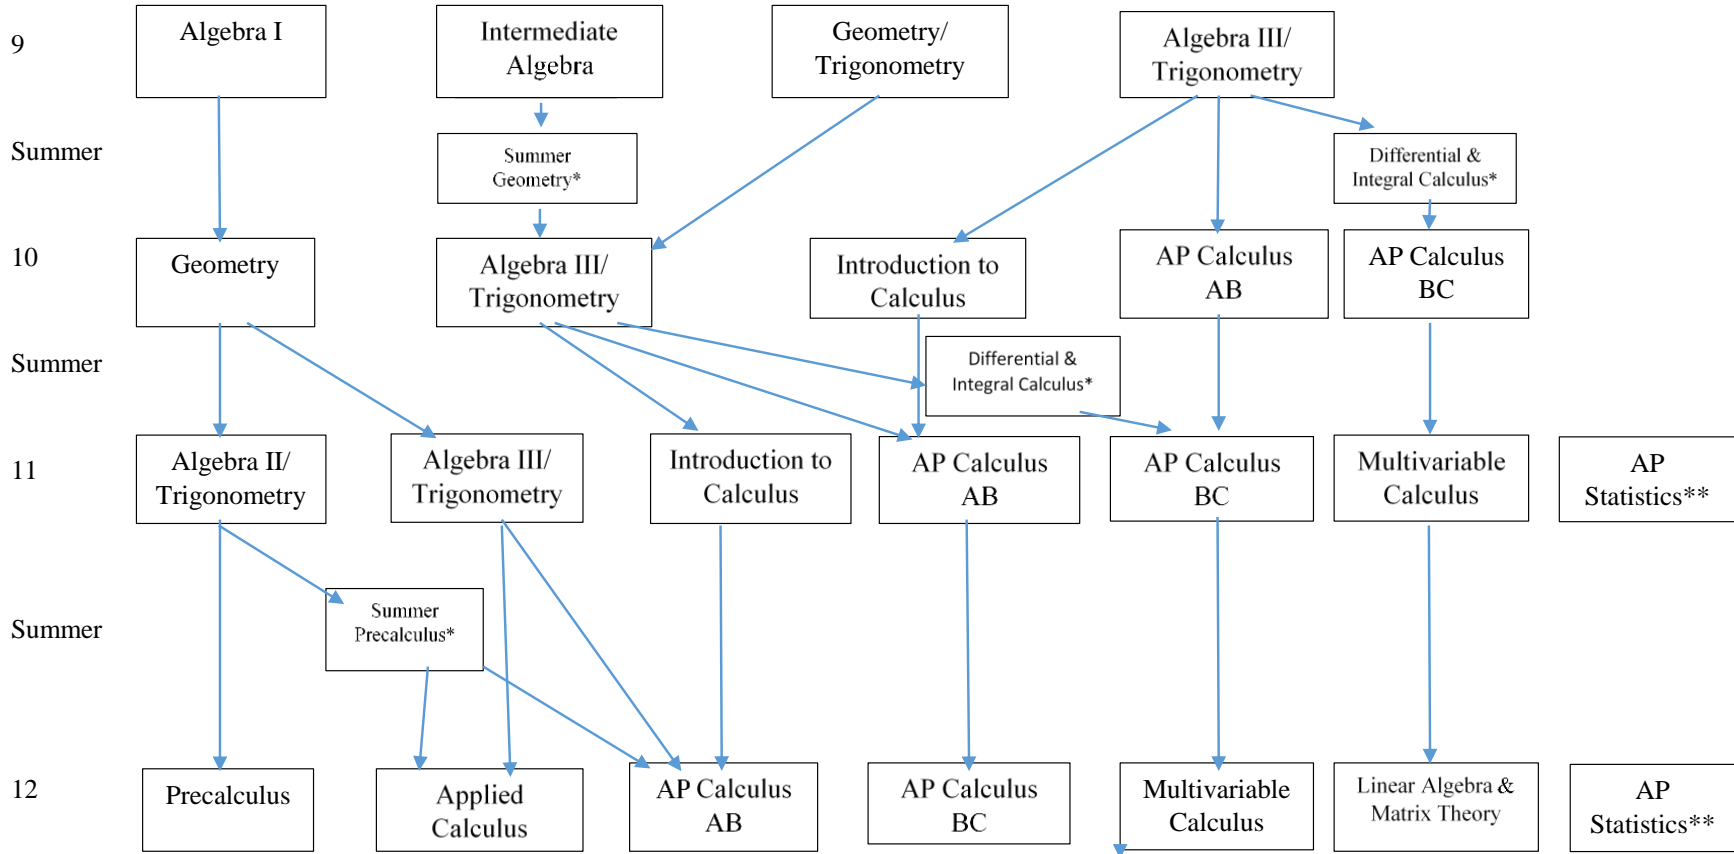 9
Algebra I
Intermediate
Algebra
Geometry/
Trigonometry
Algebra III/
Trigonometry
Summer
Summer
Geometry*
Differential &
Integral Calculus*
10
Geometry
Algebra III/
Trigonometry
Introduction to
Calculus
AP Calculus
AB
AP Calculus
BC
Summer
Differential &
Integral Calculus*
11
Algebra II/
Trigonometry
Algebra III/
Trigonometry
Introduction to
Calculus
AP Calculus
AB
AP Calculus
BC
Multivariable
Calculus
AP
Statistics**
Summer
Summer
Precalculus*
12
Precalculus
Applied
Calculus
AP Calculus
AB
AP Calculus
BC
Multivariable
Calculus
Linear Algebra &
Matrix Theory
AP
Statistics**